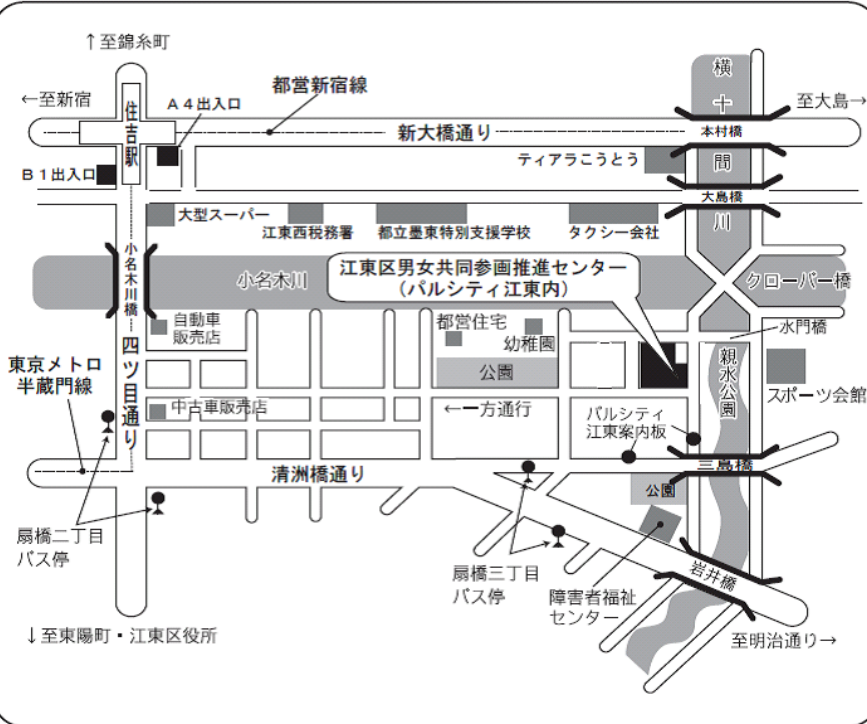 ↑至錦糸町
←至新宿
都営新宿線
A4出入口
横十間川
至大島→
住吉駅
新大橋通り
本村橋
B1出入口
ティアラこうとう
大島橋
大型スーパー
江東西税務署
都立墨東特別支援学校
タクシー会社
小名木川橋
小名木川
江東区男女共同参画推進センター
(パルシティ江東内)
クローバー橋
自動車
販売店
都営住宅
幼稚園
水門橋
東京メトロ
半蔵門線
四ツ目通り
公園
親水公園
スポーツ会館
中古車販売店
←一方通行
パルシティ
江東案内板
清洲橋通り
三島橋
公園
扇橋二丁目
バス停
扇橋三丁目
バス停
障害者福祉
センター
岩井橋
↓至東陽町・江東区役所
至明治通り→